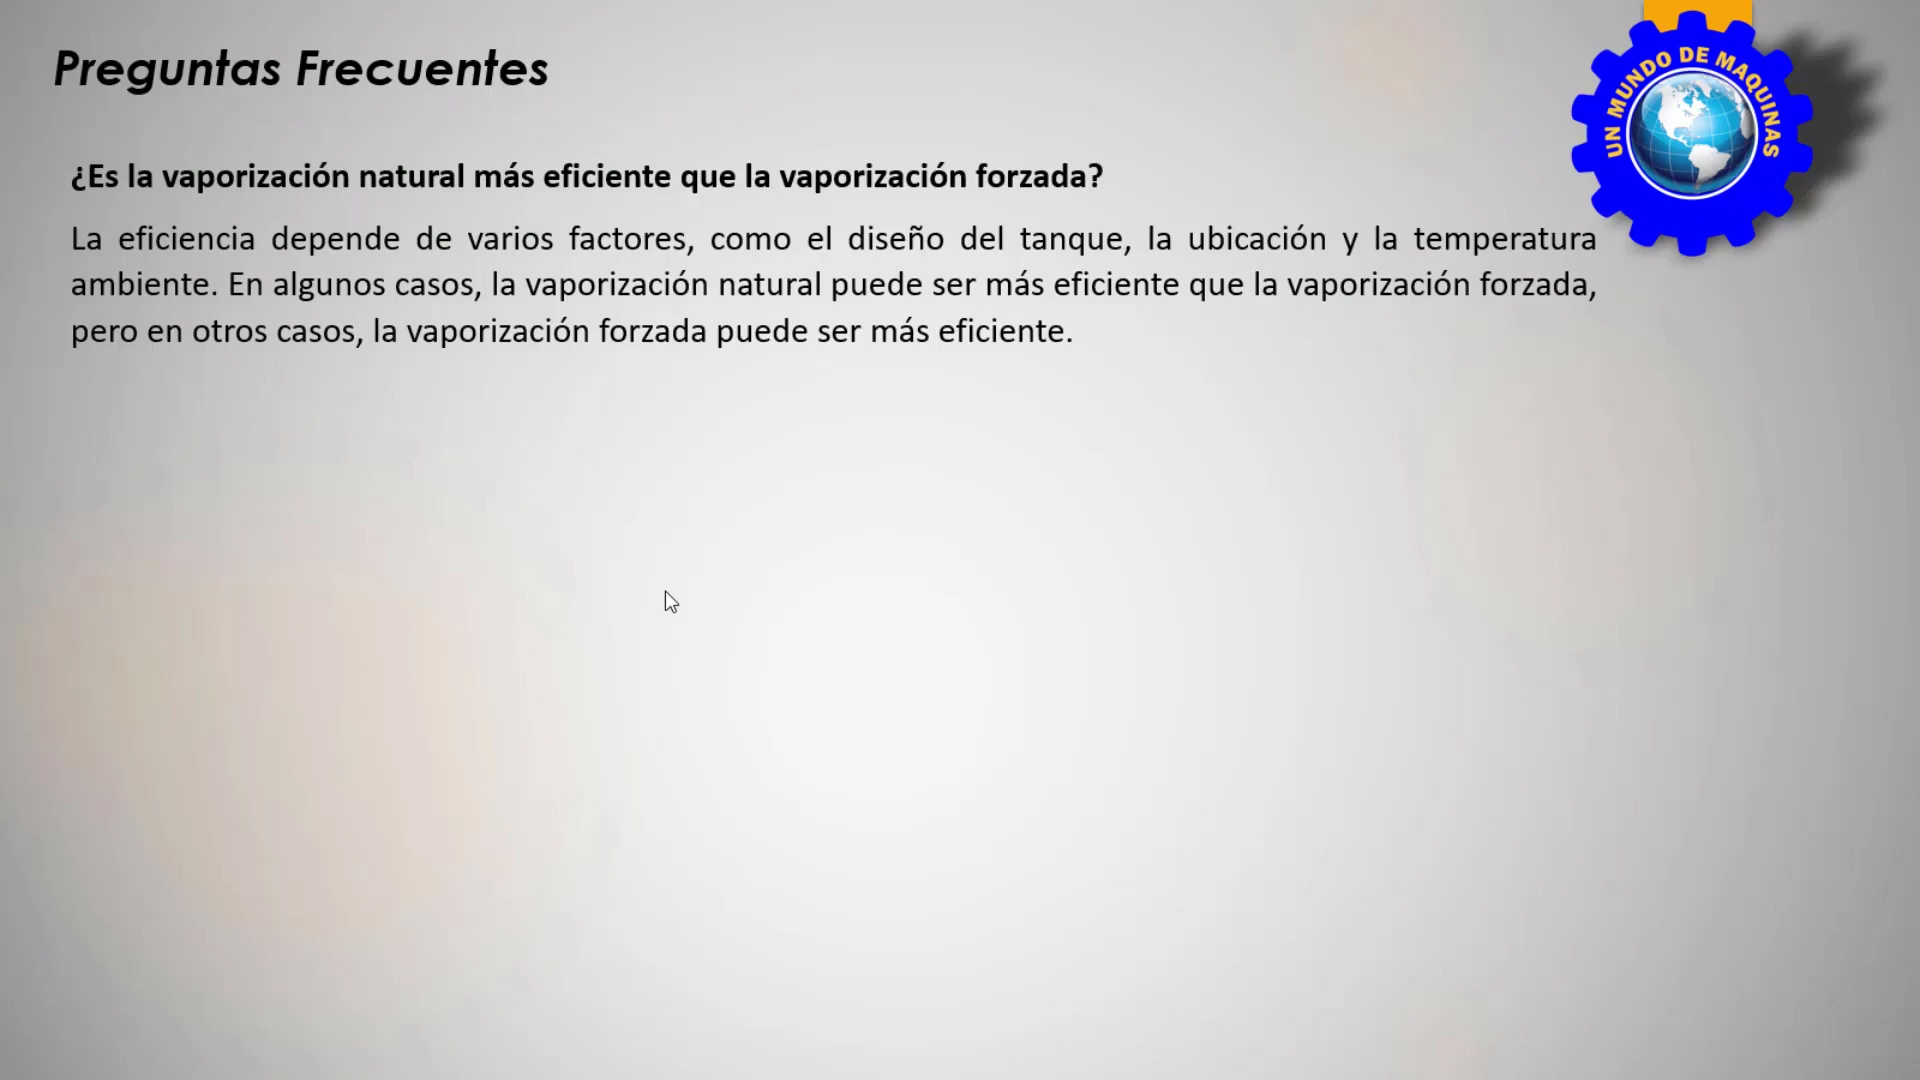 Preguntas Frecuentes
UN MUNDO DE MAQUINAS
¿Es la vaporización natural más eficiente que la vaporización forzada?
La eficiencia depende de varios factores, como el diseño del tanque, la ubicación y la temperatura
ambiente. En algunos casos, la vaporización natural puede ser más eficiente que la vaporización forzada,
pero en otros casos, la vaporización forzada puede ser más eficiente.